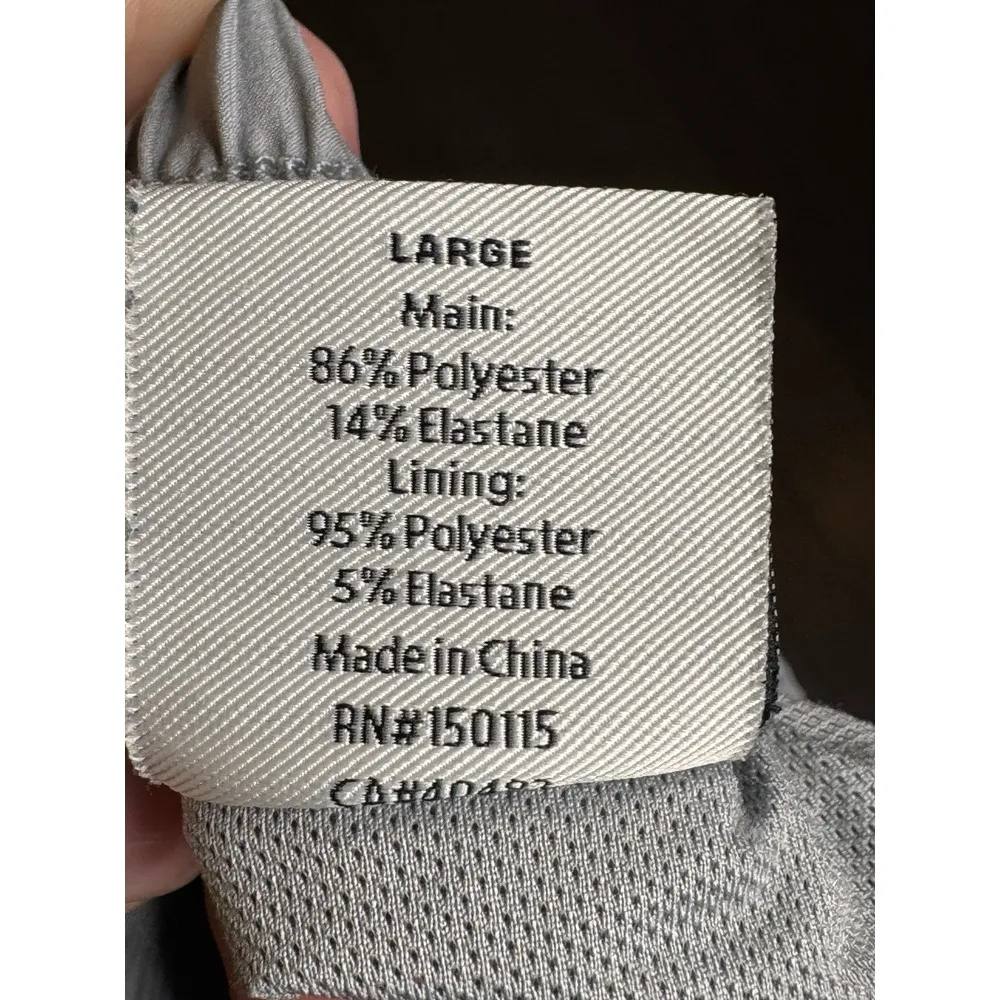 LARGE
Main:
86% Polyester
14% Elastane
Lining:
95% Polyester
5% Elastane
Made in China
RN#150115